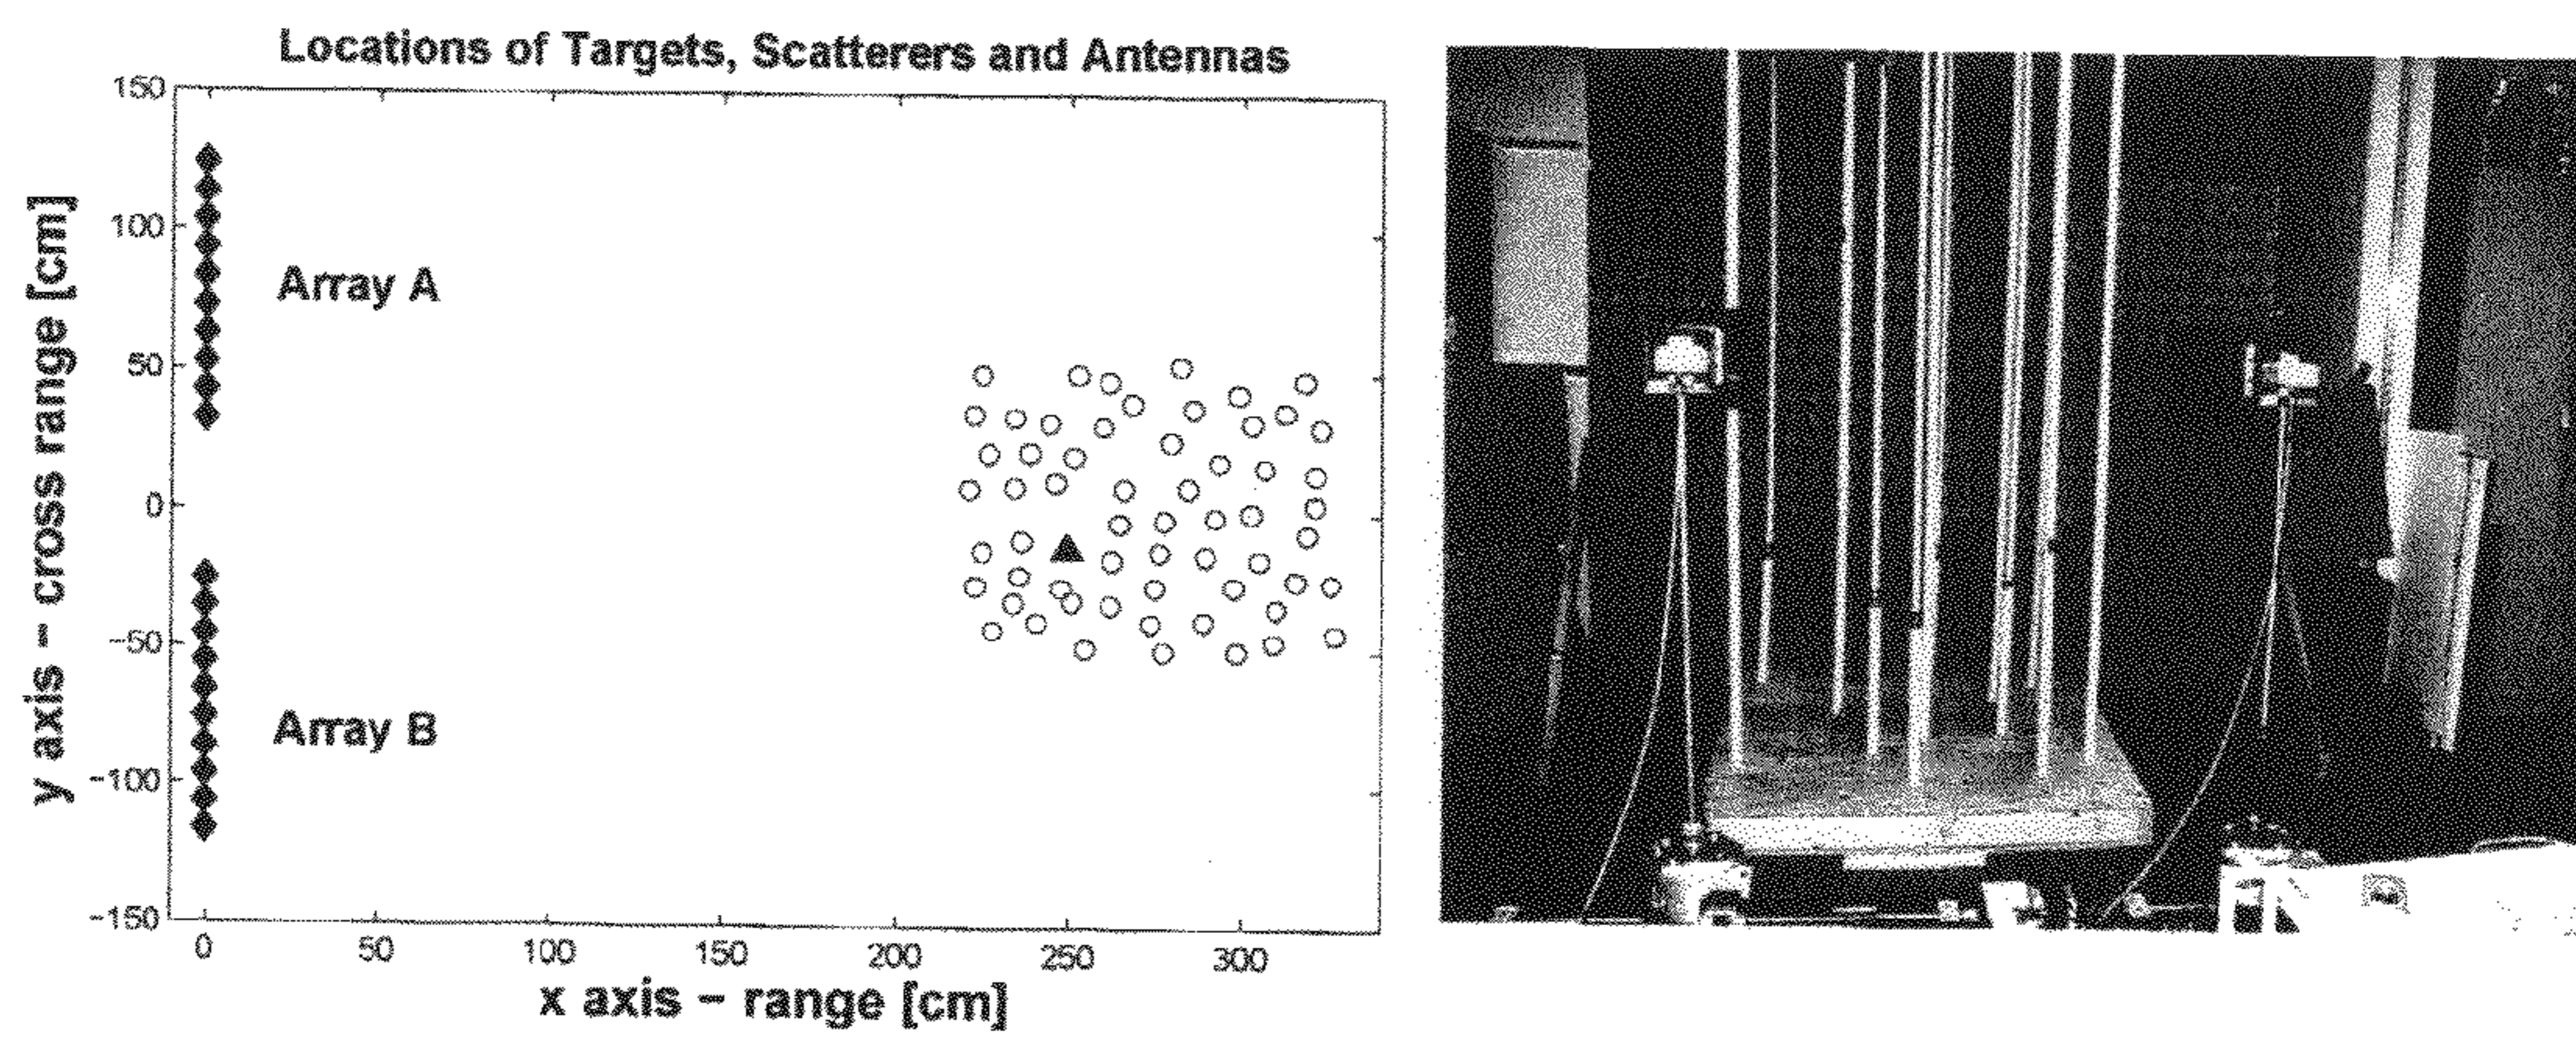 Locations of Targets, Scatterers and Antennas
150
100
50
0
-50
-100
-150
y axis - cross range [cm]
Array A
Array B
0 50 100 150 200 250 300
x axis - range [cm]